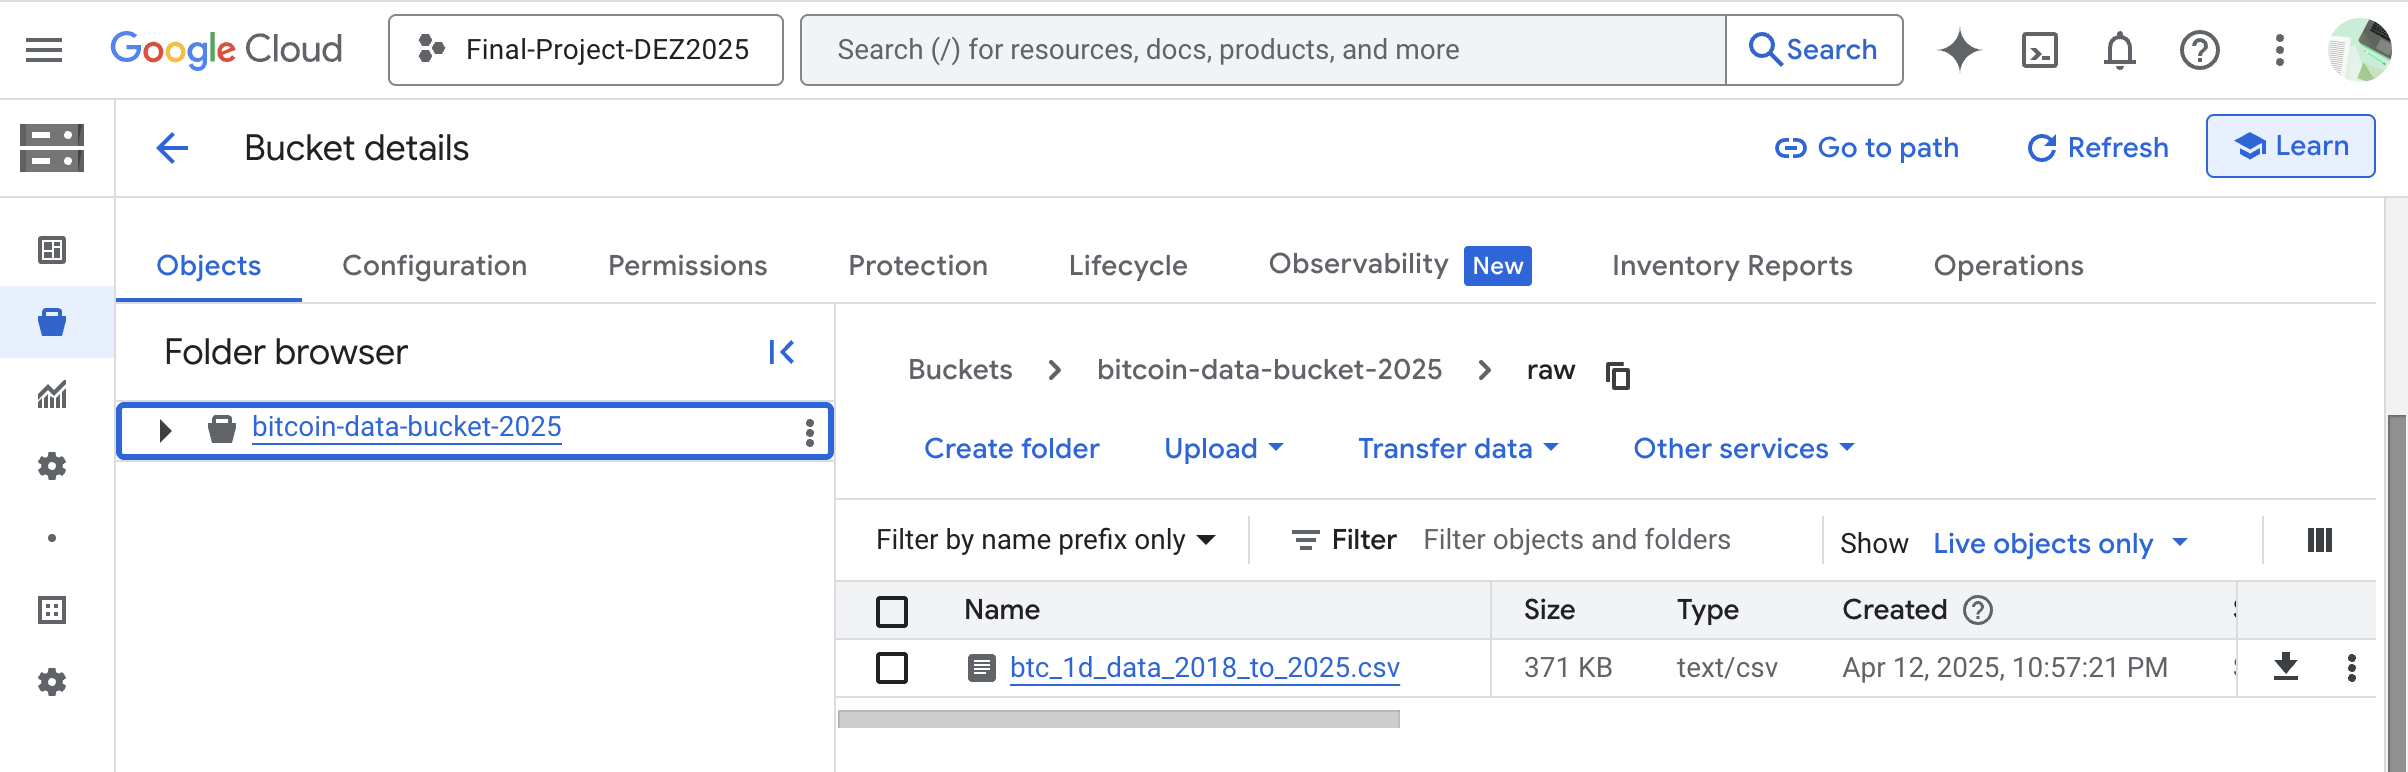 Google Cloud
Final-Project-DEZ2025
Search (/) for resources, docs, products, and more
Search
Bucket details
Go to path
Refresh
Learn
Objects
Configuration
Permissions
Protection
Lifecycle
Observability New
Inventory Reports
Operations
Folder browser
bitcoin-data-bucket-2025
Buckets
bitcoin-data-bucket-2025
raw
Create folder
Upload
Transfer data
Other services
Filter by name prefix only
Filter
Filter objects and folders
Show
Live objects only
Name
Size
Type
Created
btc_1d_data_2018_to_2025.csv
371 KB
text/csv
Apr 12, 2025, 10:57:21 PM